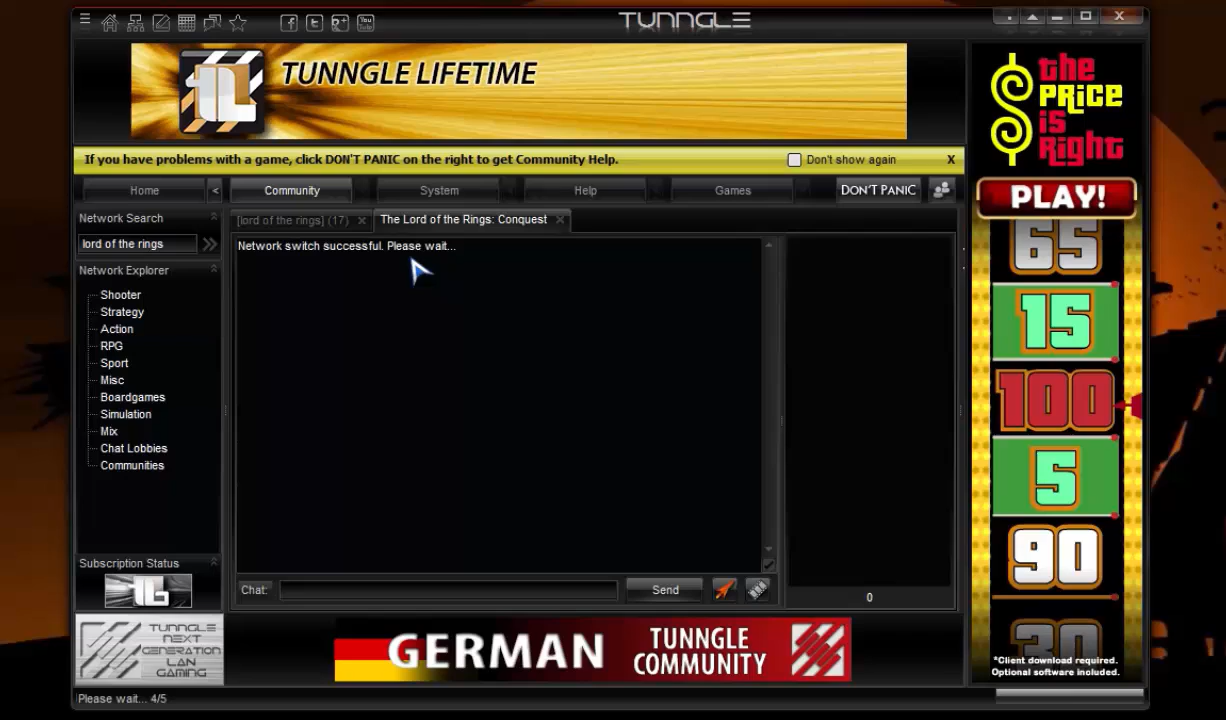 TUNNGLE
TUNNGLE LIFETIME
If you have problems with a game, click DON'T PANIC on the right to get Community Help.
Don't show again
X
Home
<
Community
System
Help
Games
DON'T PANIC
Network Search
lord of the rings
Network Explorer
Shooter
Strategy
Action
RPG
Sport
Misc
Boardgames
Simulation
Mix
Chat Lobbies
Communities
Subscription Status
TUNNGLE
NEXT
GENERATION
LAN
GAMING
Please wait... 4/5
[lord of the rings] (17)
The Lord of the Rings: Conquest
Network switch successful. Please wait...
Chat:
Send
0
GERMAN
TUNNGLE
COMMUNITY
the
PRiCE
is
Right
PLAY!
65
15
100
5
90
30
*Client download required.
Optional software included.